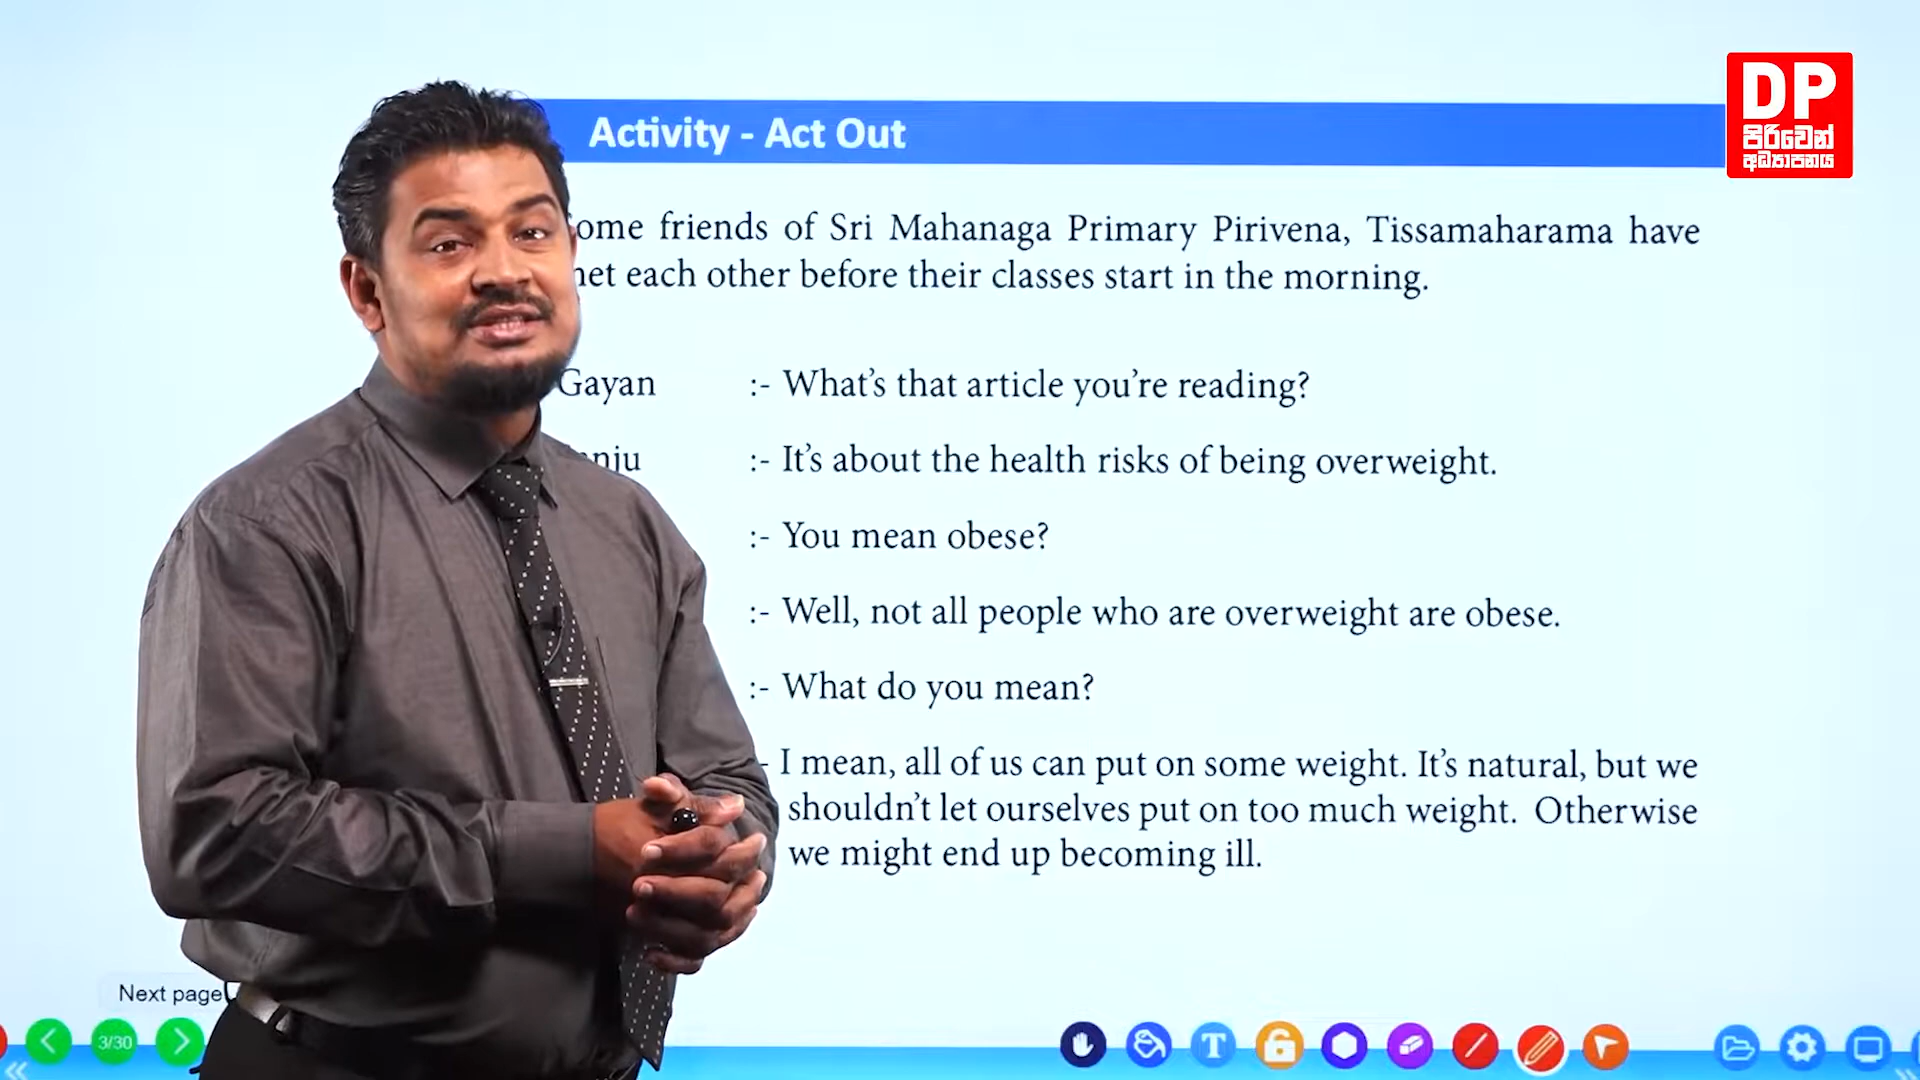 DP
පිරිවෙන්
අධ්‍යාපනය
Activity - Act Out
friends of Sri Mahanaga Primary Pirivena, Tissamaharama have
each other before their classes start in the morning.
Gayan :- What's that article you're reading?
:- It's about the health risks of being overweight.
:- You mean obese?
:- Well, not all people who are overweight are obese.
:- What do you mean?
- I mean, all of us can put on some weight. It's natural, but we
shouldn't let ourselves put on too much weight. Otherwise
we might end up becoming ill.
Next page
3/30
T